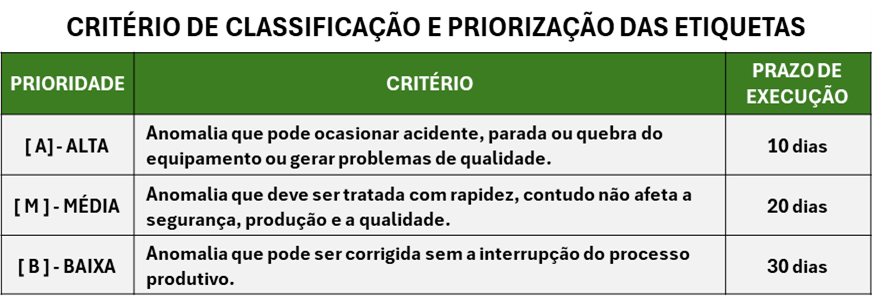 CRITÉRIO DE CLASSIFICAÇÃO E PRIORIZAÇÃO DAS ETIQUETAS
PRIORIDADE
CRITÉRIO
PRAZO DE
EXECUÇÃO
[ A] - ALTA
Anomalia que pode ocasionar acidente, parada ou quebra do
equipamento ou gerar problemas de qualidade.
10 dias
[ M ] - MÉDIA
Anomalia que deve ser tratada com rapidez, contudo não afeta a
segurança, produção e a qualidade.
20 dias
[ B ] - BAIXA
Anomalia que pode ser corrigida sem a interrupção do processo
produtivo.
30 dias